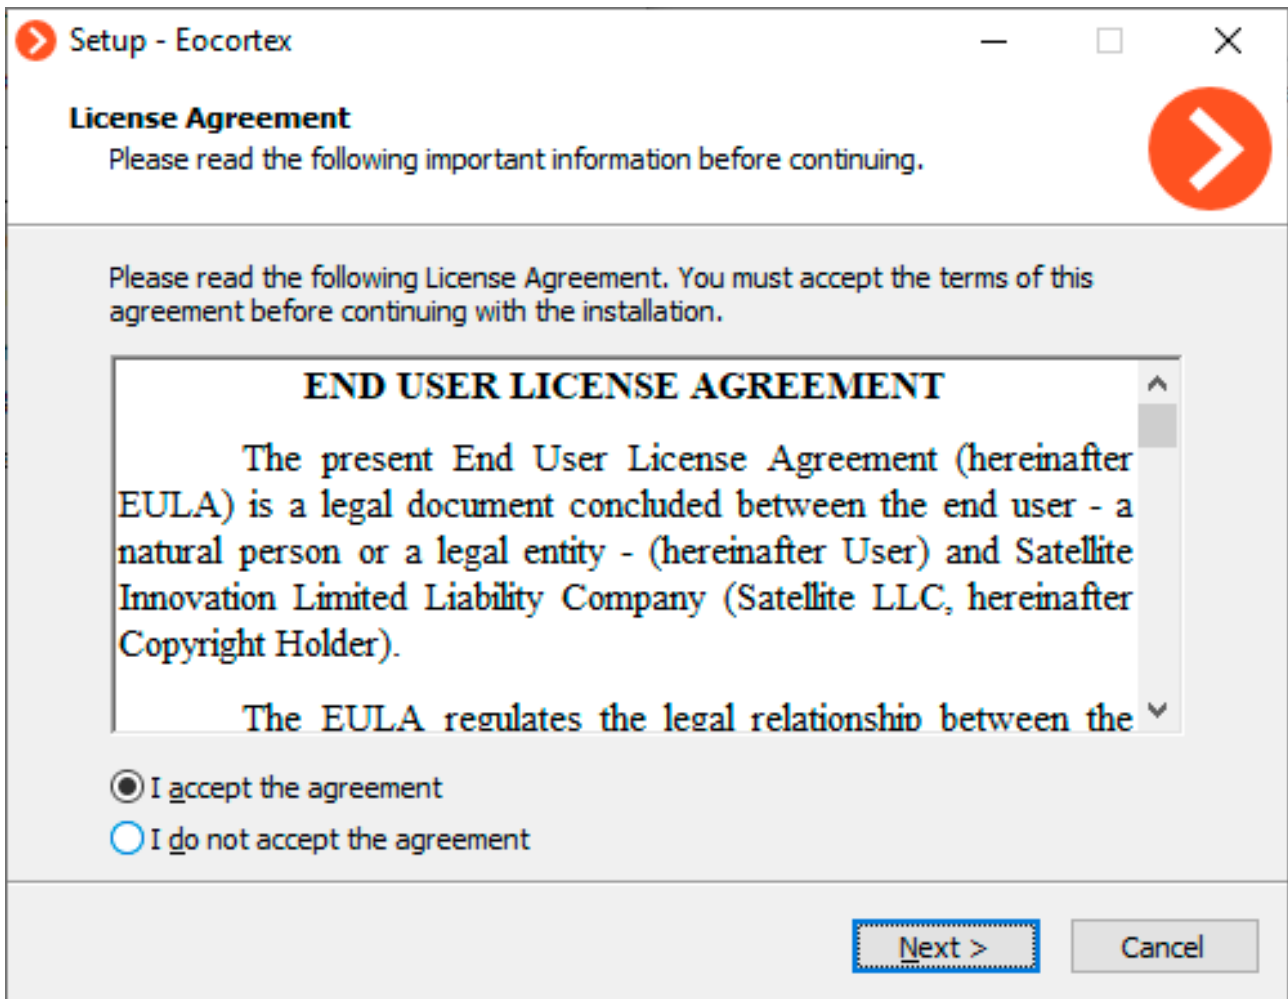 Setup - Eocortex
License Agreement
Please read the following important information before continuing.
Please read the following License Agreement. You must accept the terms of this
agreement before continuing with the installation.
END USER LICENSE AGREEMENT
The present End User License Agreement (hereinafter
EULA) is a legal document concluded between the end user - a
natural person or a legal entity - (hereinafter User) and Satellite
Innovation Limited Liability Company (Satellite LLC, hereinafter
Copyright Holder).
The EULA regulates the legal relationship between the
I accept the agreement
I do not accept the agreement
Next >
Cancel